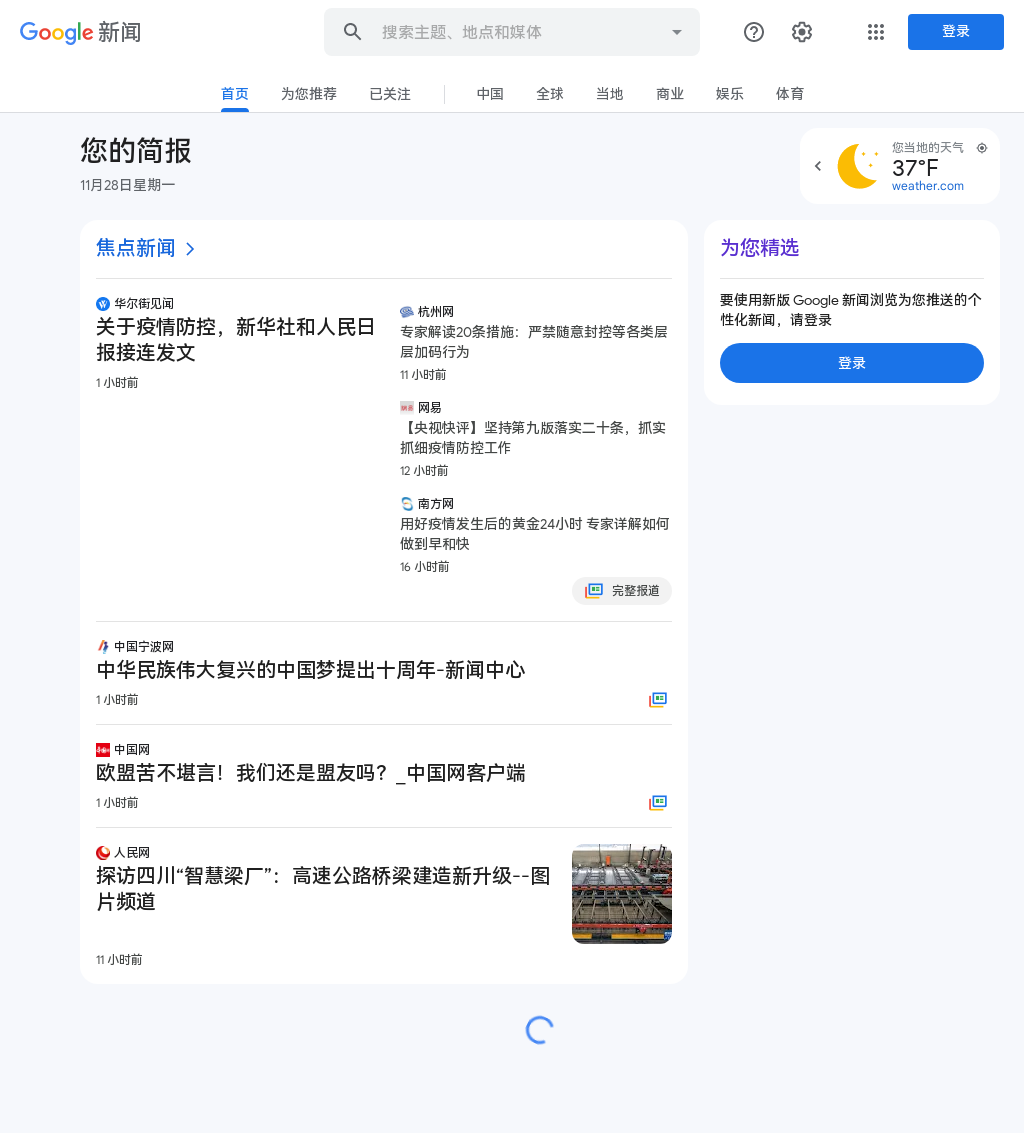 Google 新闻
搜索主题、地点和媒体
登录
首页
为您推荐
已关注
中国
全球
当地
商业
娱乐
体育
您的简报
11月28日星期一
您当地的天气
37°F
weather.com
焦点新闻
华尔街见闻
关于疫情防控，新华社和人民日
报接连发文
1 小时前
杭州网
专家解读20条措施：严禁随意封控等各类层
层加码行为
11 小时前
网易
【央视快评】坚持第九版落实二十条，抓实
抓细疫情防控工作
12 小时前
南方网
用好疫情发生后的黄金24小时 专家详解如何
做到早和快
16 小时前
完整报道
中国宁波网
中华民族伟大复兴的中国梦提出十周年-新闻中心
1 小时前
中国网
欧盟苦不堪言！我们还是盟友吗？_中国网客户端
1 小时前
人民网
探访四川“智慧梁厂”：高速公路桥梁建造新升级--图
片频道
11 小时前
为您精选
要使用新版 Google 新闻浏览为您推送的个
性化新闻，请登录
登录